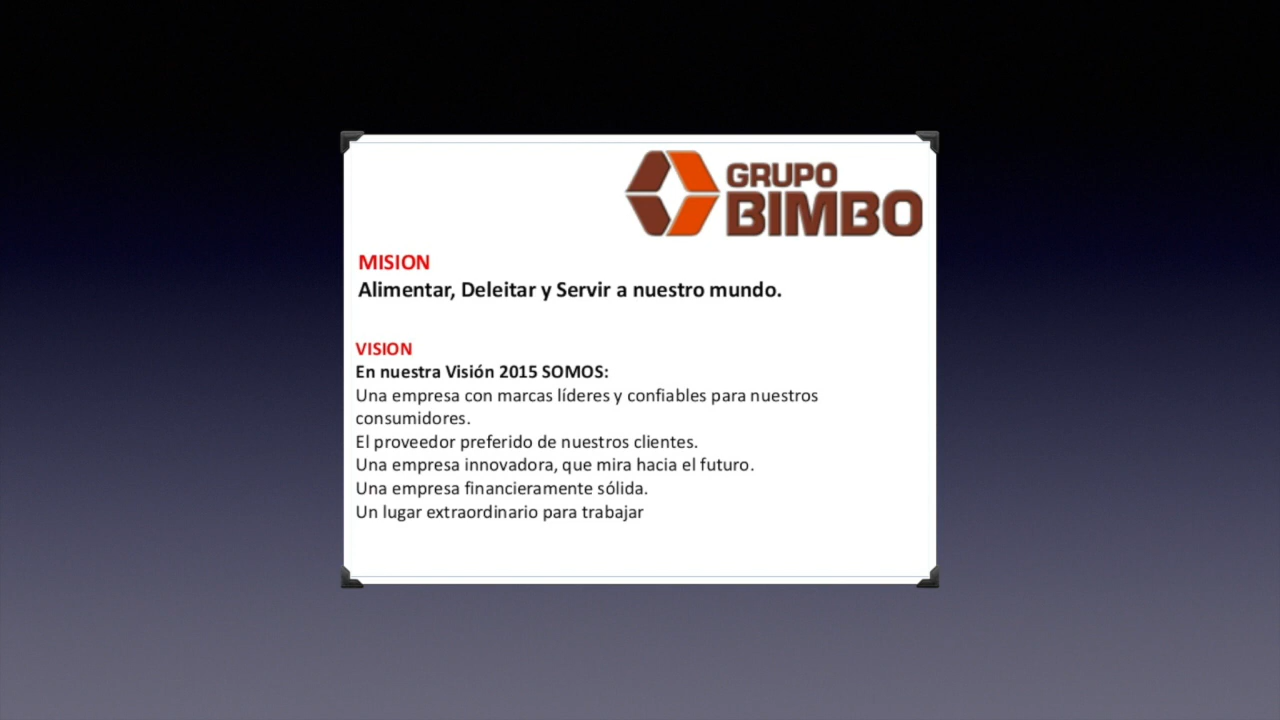 GRUPO
BIMBO
MISION
Alimentar, Deleitar y Servir a nuestro mundo.
VISION
En nuestra Visión 2015 SOMOS:
Una empresa con marcas líderes y confiables para nuestros
consumidores.
El proveedor preferido de nuestros clientes.
Una empresa innovadora, que mira hacia el futuro.
Una empresa financieramente sólida.
Un lugar extraordinario para trabajar